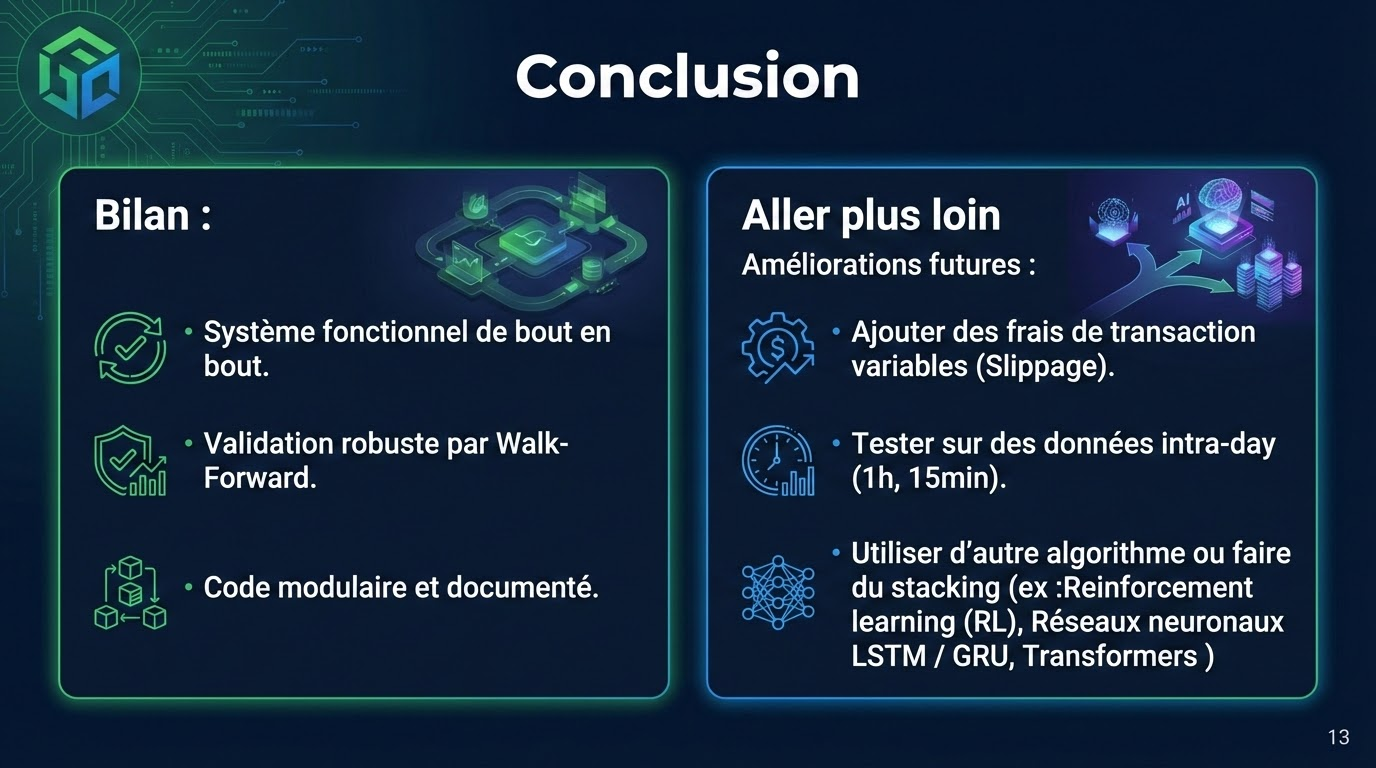 Conclusion
Bilan :
• Système fonctionnel de bout en
bout.
• Validation robuste par Walk-
Forward.
• Code modulaire et documenté.
Aller plus loin
Améliorations futures :
AI
$
• Ajouter des frais de transaction
variables (Slippage).
• Tester sur des données intra-day
(1h, 15min).
• Utiliser d’autre algorithme ou faire
du stacking (ex :Reinforcement
learning (RL), Réseaux neuronaux
LSTM / GRU, Transformers )
13